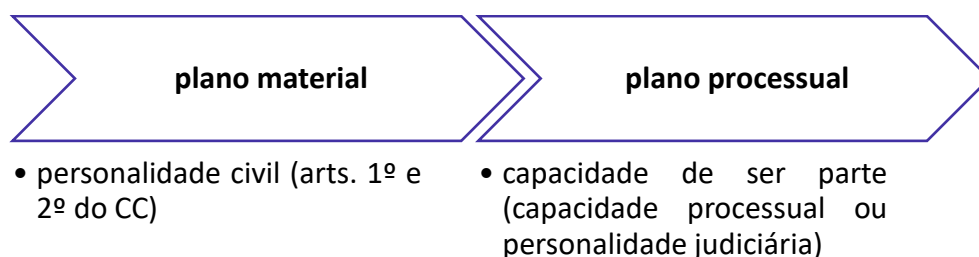 plano material
plano processual
• personalidade civil (arts. 1º e
2º do CC)
• capacidade de ser parte
(capacidade processual ou
personalidade judiciária)